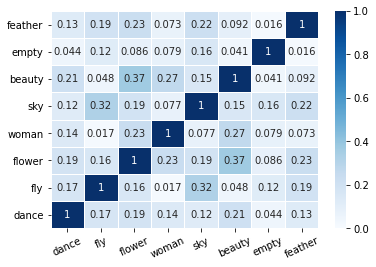 feather 0.13 0.19 0.23 0.073 0.22 0.092 0.016 1
empty 0.044 0.12 0.086 0.079 0.16 0.041 1 0.016
beauty 0.21 0.048 0.37 0.27 0.15 1 0.041 0.092
sky 0.12 0.32 0.19 0.077 1 0.15 0.16 0.22
woman 0.14 0.017 0.23 1 0.077 0.27 0.079 0.073
flower 0.19 0.16 1 0.23 0.19 0.37 0.086 0.23
fly 0.17 1 0.16 0.017 0.32 0.048 0.12 0.19
dance 1 0.17 0.19 0.14 0.12 0.21 0.044 0.13
dance fly flower woman sky beauty empty feather
1.0
0.8
0.6
0.4
0.2
0.0